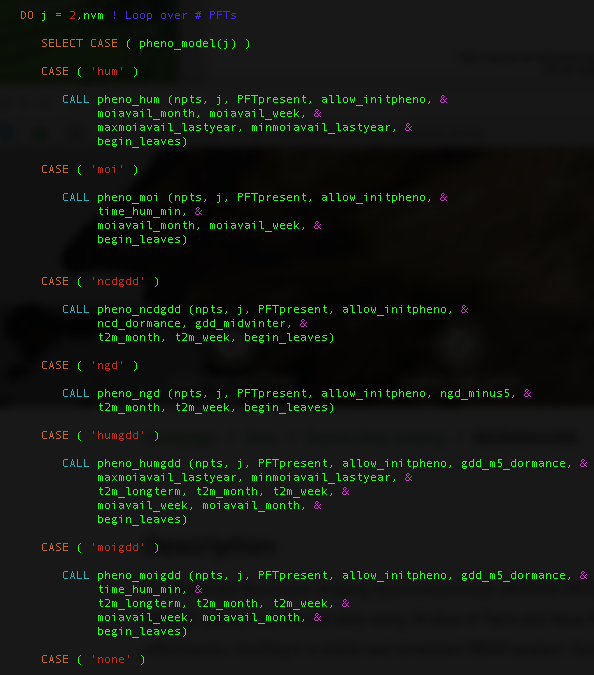 DO j = 2,nvm ! Loop over # PFTs
SELECT CASE ( pheno_model(j) )
CASE ( 'hum' )
CALL pheno_hum (npts, j, PFTpresent, allow_initpheno, &
moiavail_month, moiavail_week, &
maxmoiavail_lastyear, minmoiavail_lastyear, &
begin_leaves)
CASE ( 'moi' )
CALL pheno_moi (npts, j, PFTpresent, allow_initpheno, &
time_hum_min, &
moiavail_month, moiavail_week, &
begin_leaves)
CASE ( 'ncdgdd' )
CALL pheno_ncdgdd (npts, j, PFTpresent, allow_initpheno, &
ncd_dormance, gdd_midwinter, &
t2m_month, t2m_week, begin_leaves)
CASE ( 'ngd' )
CALL pheno_ngd (npts, j, PFTpresent, allow_initpheno, ngd_minus5, &
t2m_month, t2m_week, begin_leaves)
CASE ( 'humgdd' )
CALL pheno_humgdd (npts, j, PFTpresent, allow_initpheno, gdd_m5_dormance, &
maxmoiavail_lastyear, minmoiavail_lastyear, &
t2m_longterm, t2m_month, t2m_week, &
moiavail_week, moiavail_month, &
begin_leaves)
CASE ( 'moigdd' )
CALL pheno_moigdd (npts, j, PFTpresent, allow_initpheno, gdd_m5_dormance, &
time_hum_min, &
t2m_longterm, t2m_month, t2m_week, &
moiavail_week, moiavail_month, &
begin_leaves)
CASE ( 'none' )